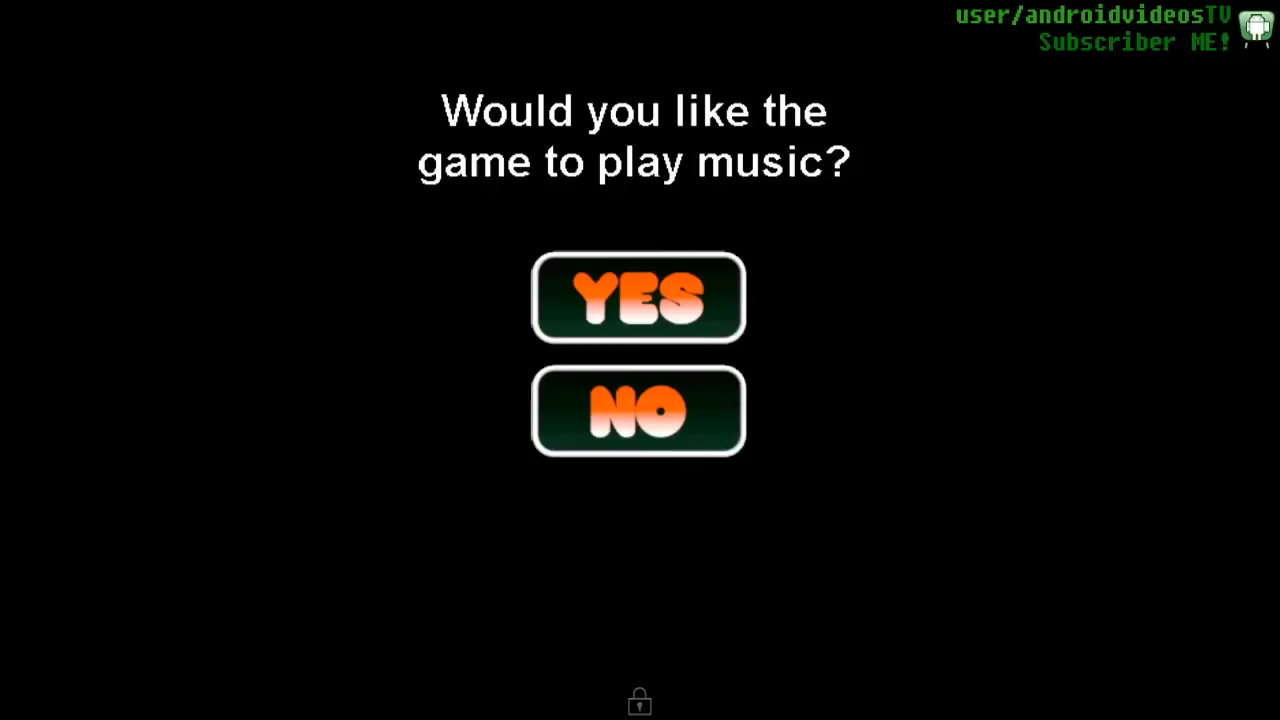 user/androidvideosTV
Subscriber ME!
Would you like the
game to play music?
YES
NO